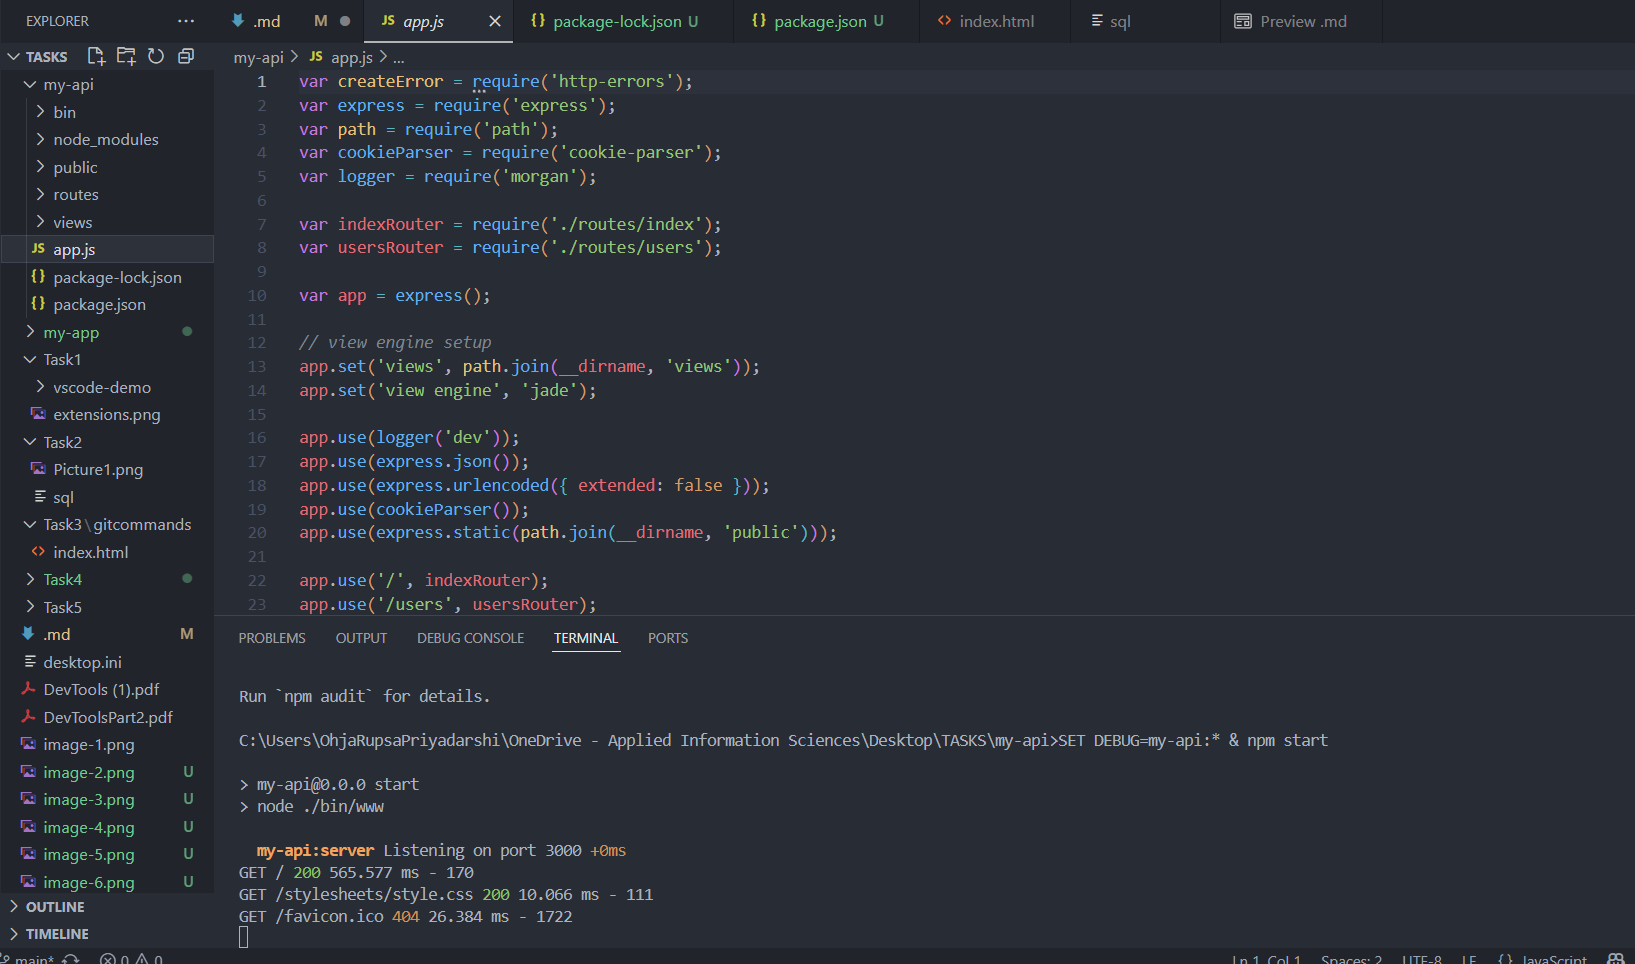 EXPLORER
TASKS
my-api
bin
node_modules
public
routes
views
JS app.js
{} package-lock.json
{} package.json
my-app
Task1
vscode-demo
extensions.png
Task2
Picture1.png
sql
Task3\gitcommands
<> index.html
Task4
Task5
.md M
desktop.ini
DevTools (1).pdf
DevToolsPart2.pdf
image-1.png
image-2.png U
image-3.png U
image-4.png U
image-5.png U
image-6.png U
OUTLINE
TIMELINE
.md M
JS app.js
{} package-lock.json U
{} package.json U
<> index.html
sql
Preview .md
my-api > JS app.js > ...
1 var createError = require('http-errors');
2 var express = require('express');
3 var path = require('path');
4 var cookieParser = require('cookie-parser');
5 var logger = require('morgan');
6
7 var indexRouter = require('./routes/index');
8 var usersRouter = require('./routes/users');
9
10 var app = express();
11
12 // view engine setup
13 app.set('views', path.join(__dirname, 'views'));
14 app.set('view engine', 'jade');
15
16 app.use(logger('dev'));
17 app.use(express.json());
18 app.use(express.urlencoded({ extended: false }));
19 app.use(cookieParser());
20 app.use(express.static(path.join(__dirname, 'public')));
21
22 app.use('/', indexRouter);
23 app.use('/users', usersRouter);
PROBLEMS OUTPUT DEBUG CONSOLE TERMINAL PORTS
Run `npm audit` for details.
C:\Users\OhjaRupsaPriyadarshi\OneDrive - Applied Information Sciences\Desktop\TASKS\my-api>SET DEBUG=my-api:* & npm start
> my-api@0.0.0 start
> node ./bin/www
my-api:server Listening on port 3000 +0ms
GET / 200 565.577 ms - 170
GET /stylesheets/style.css 200 10.066 ms - 111
GET /favicon.ico 404 26.384 ms - 1722
main* 0 0 Ln 1, Col 1 Spaces: 2 UTF-8 LF {} JavaScript